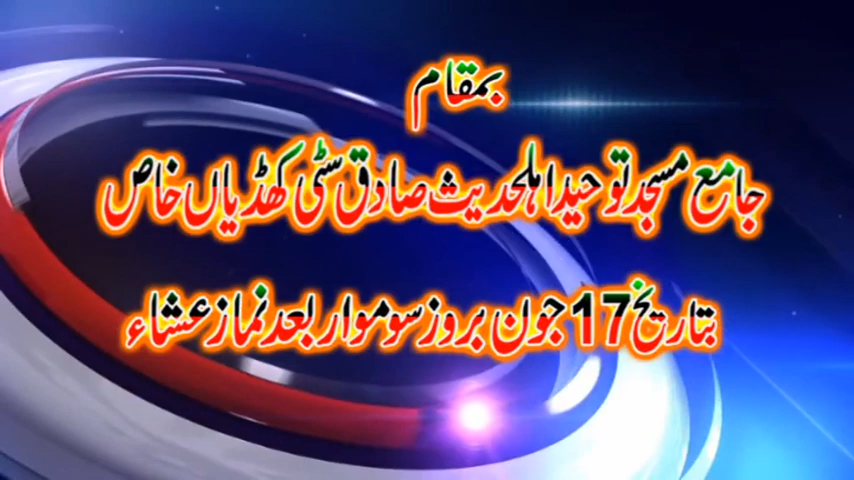 بمقام
جامع مسجد توحید اہلحدیث صادق سٹی کھڈیاں خاص
بتاریخ 17 جون بروز سوموار بعد نماز عشاء